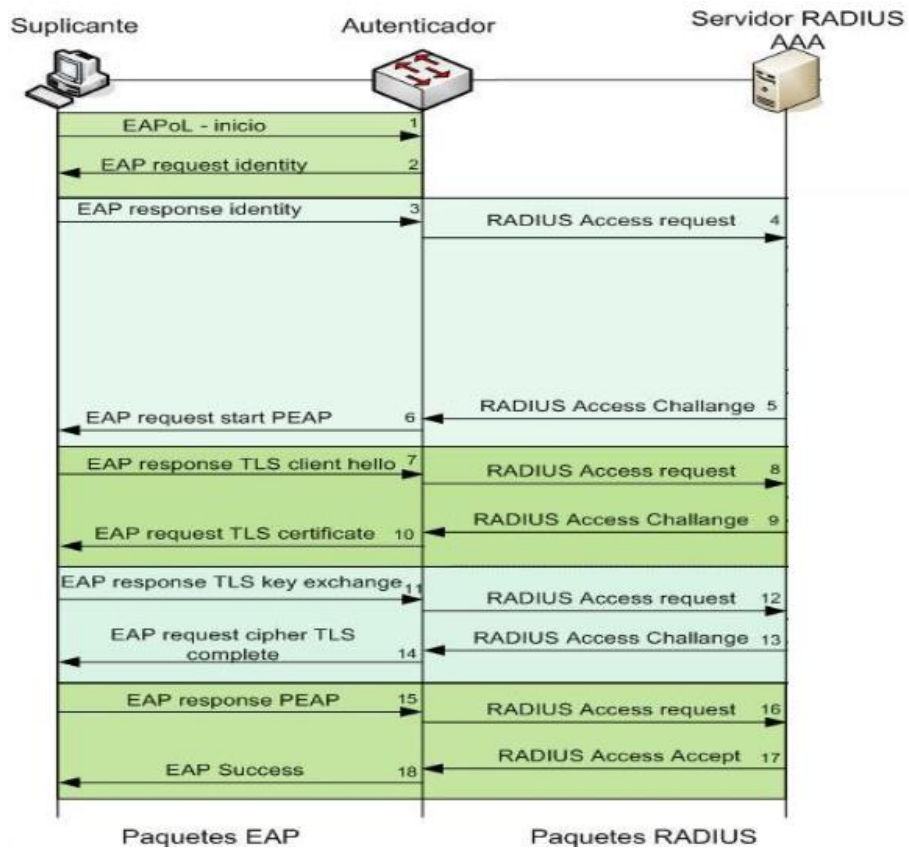 Suplicante
Autenticador
Servidor RADIUS
AAA
EAPoL - inicio 1
EAP request identity 2
EAP response identity 3
RADIUS Access request 4
RADIUS Access Challange 5
EAP request start PEAP 6
EAP response TLS client hello 7
RADIUS Access request 8
RADIUS Access Challange 9
EAP request TLS certificate 10
EAP response TLS key exchange 11
RADIUS Access request 12
RADIUS Access Challange 13
EAP request cipher TLS
complete 14
EAP response PEAP 15
RADIUS Access request 16
RADIUS Access Accept 17
EAP Success 18
Paquetes EAP
Paquetes RADIUS